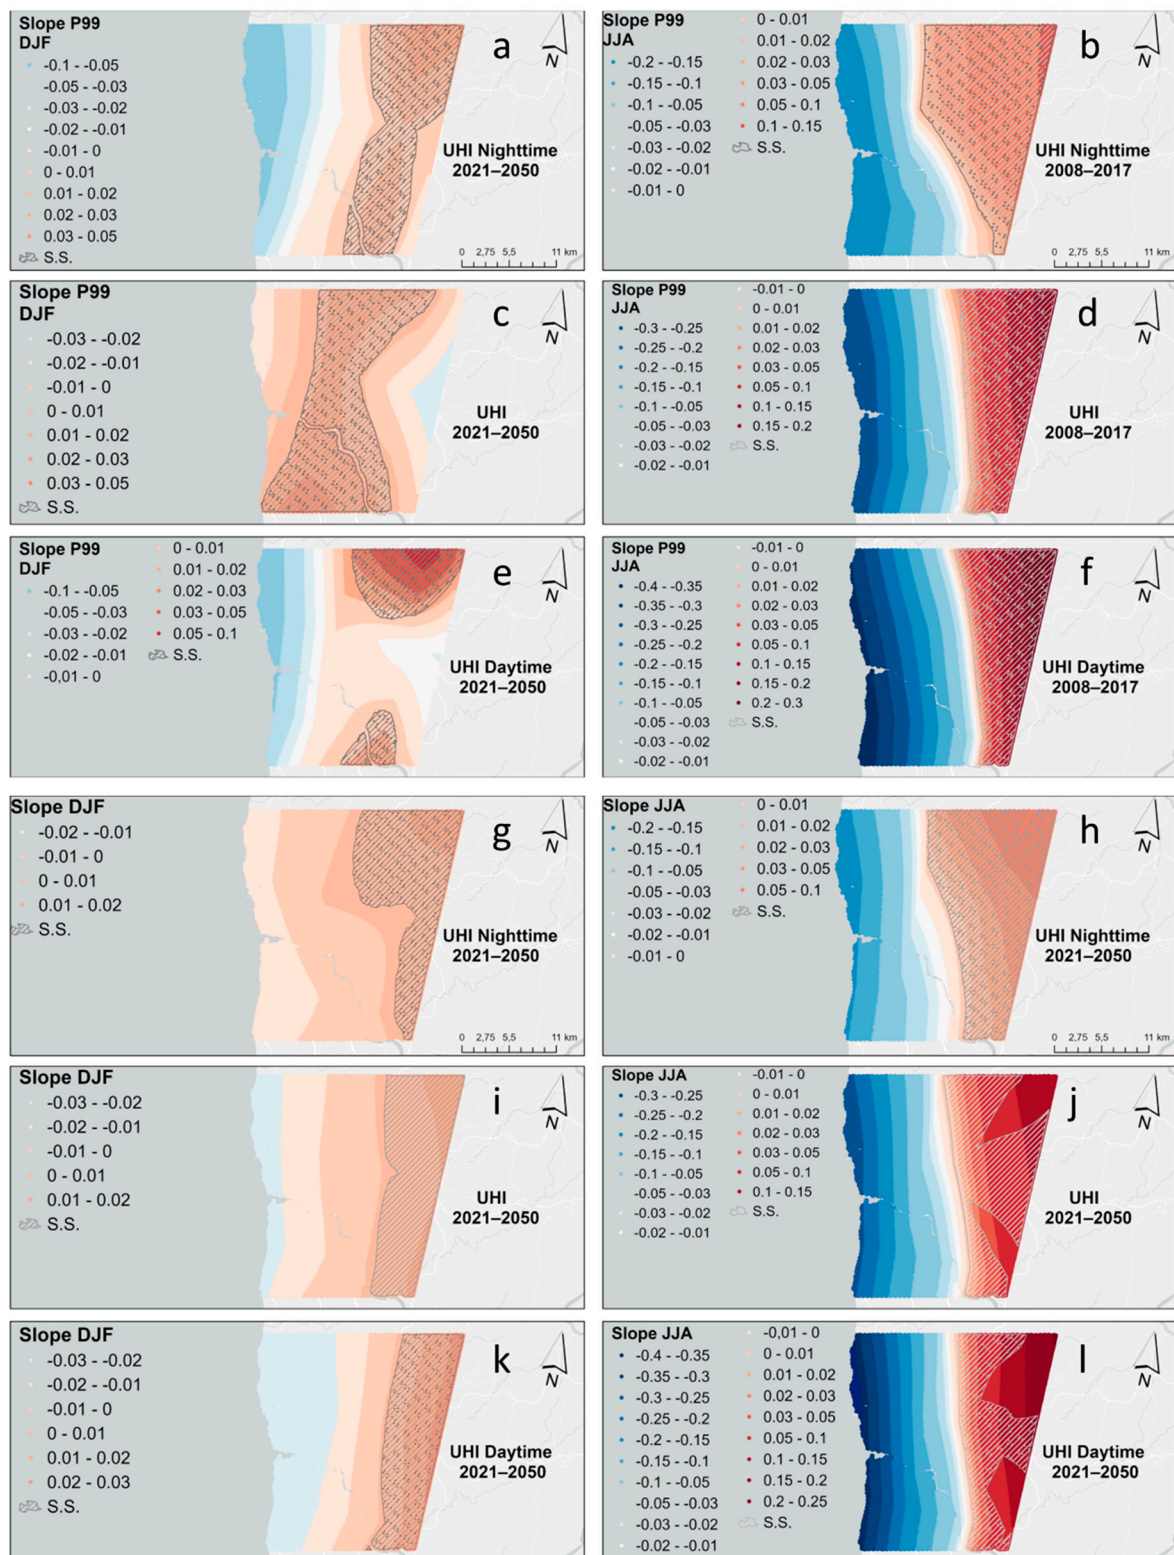 Slope P99
DJF
-0.1 - -0.05
-0.05 - -0.03
-0.03 - -0.02
-0.02 - -0.01
-0.01 - 0
0 - 0.01
0.01 - 0.02
0.02 - 0.03
0.03 - 0.05
S.S.
a
N
UHI Nighttime
2021–2050
0 2,75 5,5 11 km
Slope P99
JJA
-0.2 - -0.15
-0.15 - -0.1
-0.1 - -0.05
-0.05 - -0.03
-0.03 - -0.02
-0.02 - -0.01
-0.01 - 0
0 - 0.01
0.01 - 0.02
0.02 - 0.03
0.03 - 0.05
0.05 - 0.1
0.1 - 0.15
S.S.
b
N
UHI Nighttime
2008–2017
0 2,75 5,5 11 km
Slope P99
DJF
-0.03 - -0.02
-0.02 - -0.01
-0.01 - 0
0 - 0.01
0.01 - 0.02
0.02 - 0.03
0.03 - 0.05
S.S.
c
N
UHI
2021–2050
Slope P99
JJA
-0.3 - -0.25
-0.25 - -0.2
-0.2 - -0.15
-0.15 - -0.1
-0.1 - -0.05
-0.05 - -0.03
-0.03 - -0.02
-0.02 - -0.01
-0.01 - 0
0 - 0.01
0.01 - 0.02
0.02 - 0.03
0.03 - 0.05
0.05 - 0.1
0.1 - 0.15
0.15 - 0.2
S.S.
d
N
UHI
2008–2017
Slope P99
DJF
-0.1 - -0.05
-0.05 - -0.03
-0.03 - -0.02
-0.02 - -0.01
-0,01 - 0
0 - 0.01
0.01 - 0.02
0.02 - 0.03
0.03 - 0.05
0.05 - 0.1
S.S.
e
N
UHI Daytime
2021–2050
Slope P99
JJA
-0.4 - -0.35
-0.35 - -0.3
-0.3 - -0.25
-0.25 - -0.2
-0.2 - -0.15
-0.15 - -0.1
-0.1 - -0.05
-0.05 - -0.03
-0.03 - -0.02
-0.02 - -0.01
-0.01 - 0
0 - 0.01
0.01 - 0.02
0.02 - 0.03
0.03 - 0.05
0.05 - 0.1
0.1 - 0.15
0.15 - 0.2
0.2 - 0.3
S.S.
f
N
UHI Daytime
2008–2017
Slope DJF
-0.02 - -0.01
-0.01 - 0
0 - 0.01
0.01 - 0.02
S.S.
g
N
UHI Nighttime
2021–2050
0 2,75 5,5 11 km
Slope JJA
-0.2 - -0.15
-0.15 - -0.1
-0.1 - -0.05
-0.05 - -0.03
-0.03 - -0.02
-0.02 - -0.01
-0.01 - 0
0 - 0.01
0.01 - 0.02
0.02 - 0.03
0.03 - 0.05
0.05 - 0.1
S.S.
h
N
UHI Nighttime
2021–2050
0 2,75 5,5 11 km
Slope DJF
-0.03 - -0.02
-0.02 - -0.01
-0.01 - 0
0 - 0.01
0.01 - 0.02
S.S.
i
N
UHI
2021–2050
Slope JJA
-0.3 - -0.25
-0.25 - -0.2
-0.2 - -0.15
-0.15 - -0.1
-0.1 - -0.05
-0.05 - -0.03
-0.03 - -0.02
-0.02 - -0.01
-0.01 - 0
0 - 0.01
0.01 - 0.02
0.02 - 0.03
0.03 - 0.05
0.05 - 0.1
0.1 - 0.15
S.S.
j
N
UHI
2021–2050
Slope DJF
-0.03 - -0.02
-0.02 - -0.01
-0.01 - 0
0 - 0.01
0.01 - 0.02
0.02 - 0.03
S.S.
k
N
UHI Daytime
2021–2050
Slope JJA
-0.4 - -0.35
-0.35 - -0.3
-0.3 - -0.25
-0.25 - -0.2
-0.2 - -0.15
-0.15 - -0.1
-0.1 - -0.05
-0.05 - -0.03
-0.03 - -0.02
-0.02 - -0.01
-0,01 - 0
0 - 0.01
0.01 - 0.02
0.02 - 0.03
0.03 - 0.05
0.05 - 0.1
0.1 - 0.15
0.15 - 0.2
0.2 - 0.25
S.S.
l
N
UHI Daytime
2021–2050